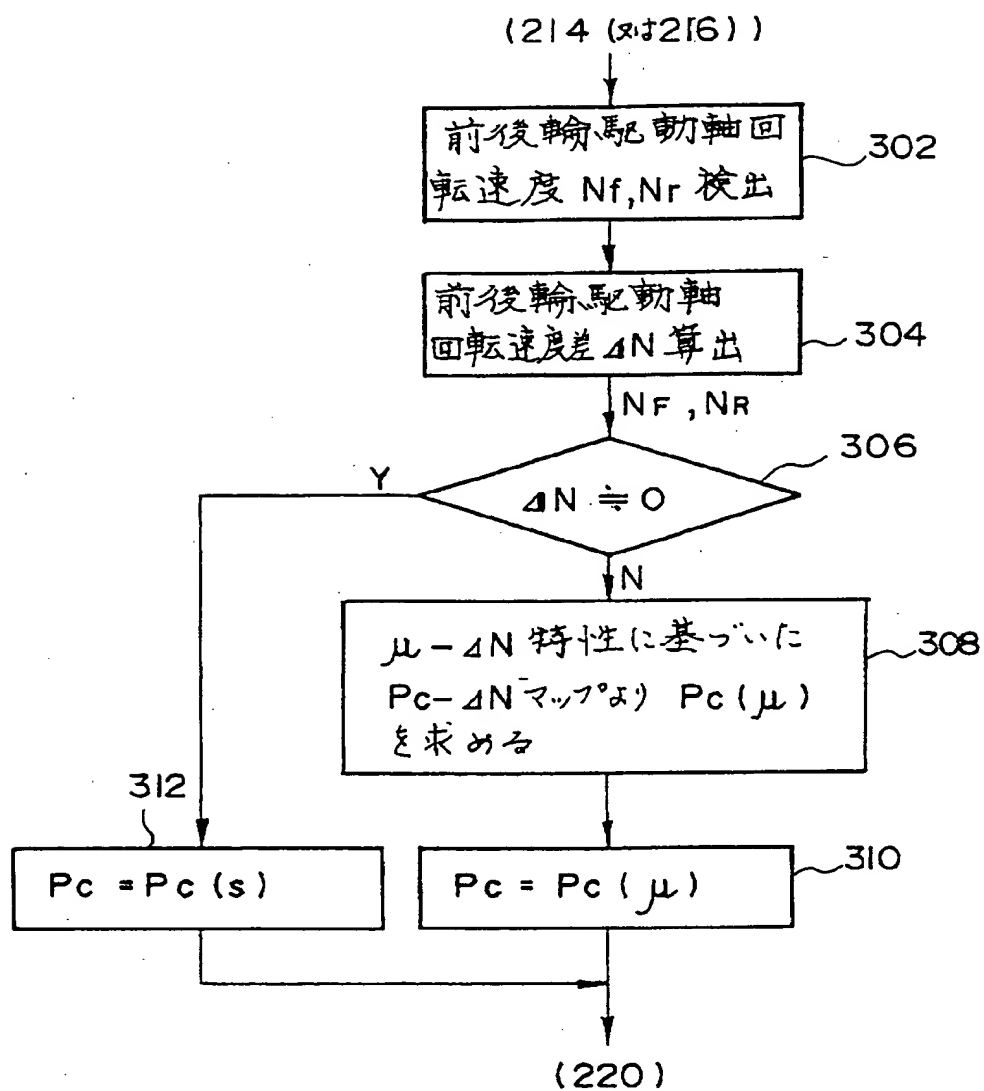 (214 (又は216))
前後輪駆動軸回
転速度 Nf,Nr 検出
302
前後輪駆動軸
回転速度差 ΔN 算出
304
NF , NR
306
Y
ΔN ≒ 0
N
μ-ΔN 特性に基づいた
Pc-ΔN マップより Pc(μ)
を求める
308
312
Pc = Pc (s)
Pc = Pc ( μ )
310
(220)